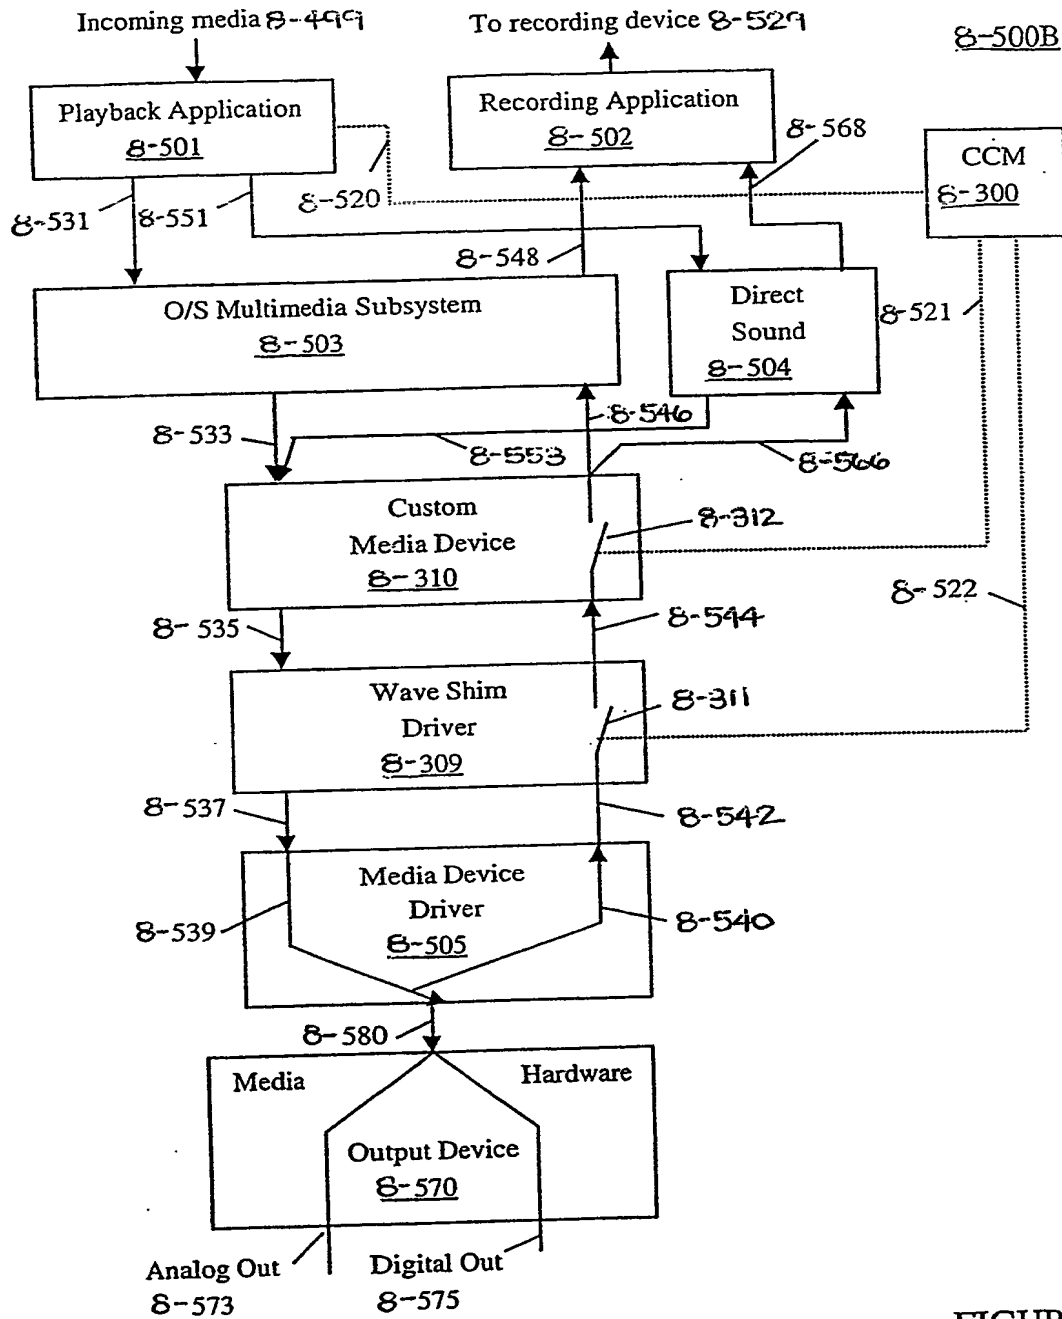 Incoming media 8-499
To recording device 8-529
8-500B
Playback Application
8-501
Recording Application
8-502
8-568
CCM
8-300
8-531
8-551
8-520
8-548
O/S Multimedia Subsystem
8-503
Direct
Sound
8-504
8-521
8-533
8-553
8-546
8-566
Custom
Media Device
8-310
8-312
8-535
8-544
8-522
Wave Shim
Driver
8-309
8-311
8-537
8-542
Media Device
Driver
8-505
8-539
8-540
8-580
Media
Hardware
Output Device
8-570
Analog Out
8-573
Digital Out
8-575